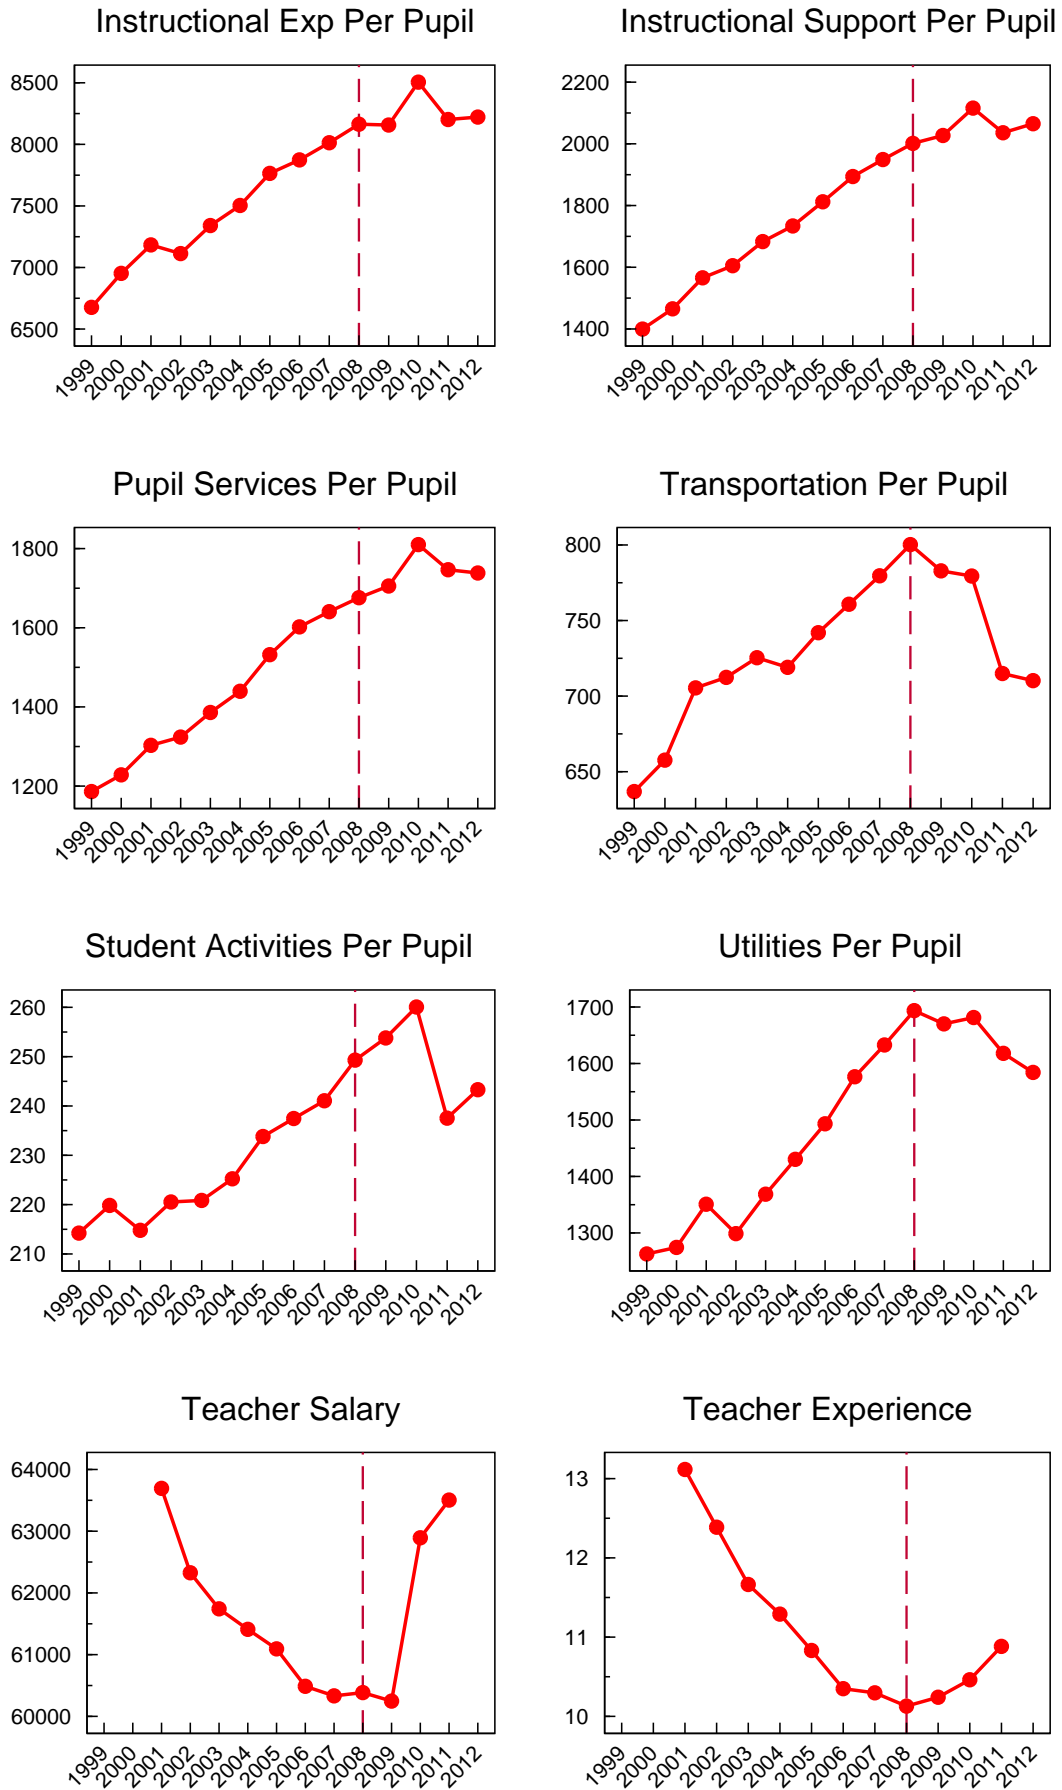 Instructional Exp Per Pupil
8500
8000
7500
7000
6500
1999 2000 2001 2002 2003 2004 2005 2006 2007 2008 2009 2010 2011 2012
Instructional Support Per Pupil
2200
2000
1800
1600
1400
1999 2000 2001 2002 2003 2004 2005 2006 2007 2008 2009 2010 2011 2012
Pupil Services Per Pupil
1800
1600
1400
1200
1999 2000 2001 2002 2003 2004 2005 2006 2007 2008 2009 2010 2011 2012
Transportation Per Pupil
800
750
700
650
1999 2000 2001 2002 2003 2004 2005 2006 2007 2008 2009 2010 2011 2012
Student Activities Per Pupil
260
250
240
230
220
210
1999 2000 2001 2002 2003 2004 2005 2006 2007 2008 2009 2010 2011 2012
Utilities Per Pupil
1700
1600
1500
1400
1300
1999 2000 2001 2002 2003 2004 2005 2006 2007 2008 2009 2010 2011 2012
Teacher Salary
64000
63000
62000
61000
60000
1999 2000 2001 2002 2003 2004 2005 2006 2007 2008 2009 2010 2011 2012
Teacher Experience
13
12
11
10
1999 2000 2001 2002 2003 2004 2005 2006 2007 2008 2009 2010 2011 2012